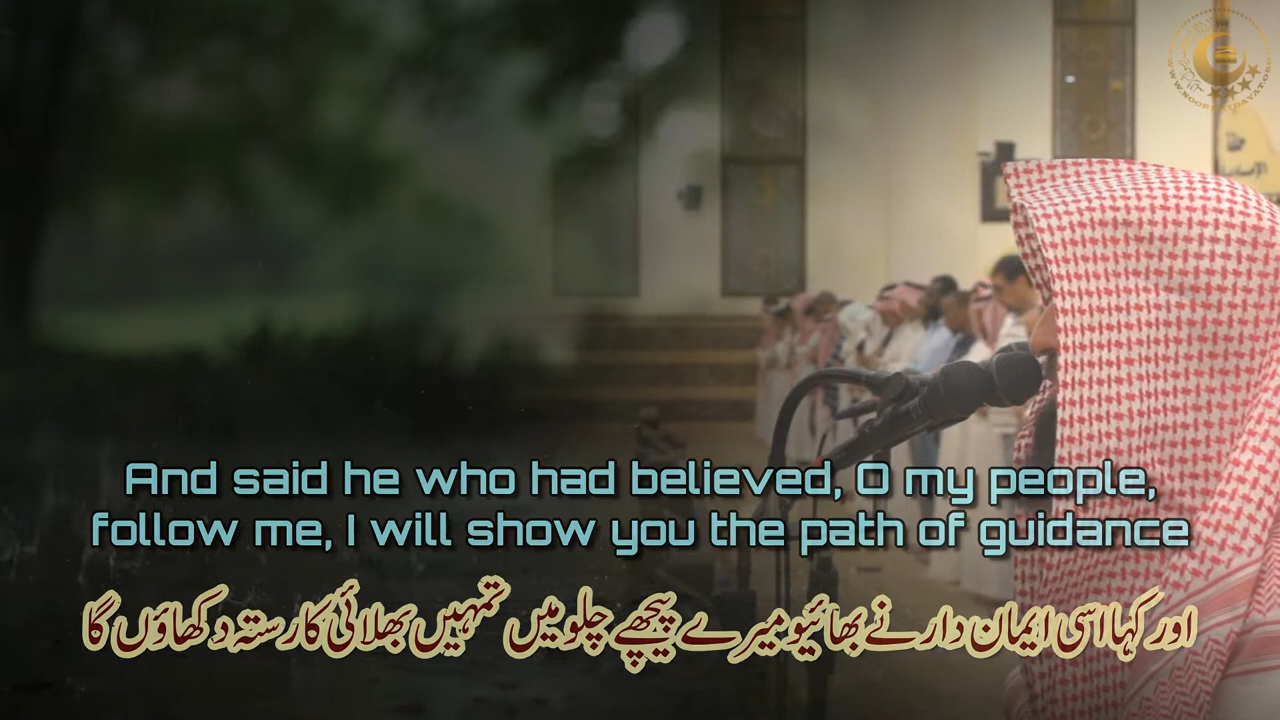 And said he who had believed, O my people,
follow me, I will show you the path of guidance
اور کہا اسی ایمان دار نے بھائیو میرے پیچھے چلو میں تمہیں بھلائی کا رستہ دکھاؤں گا